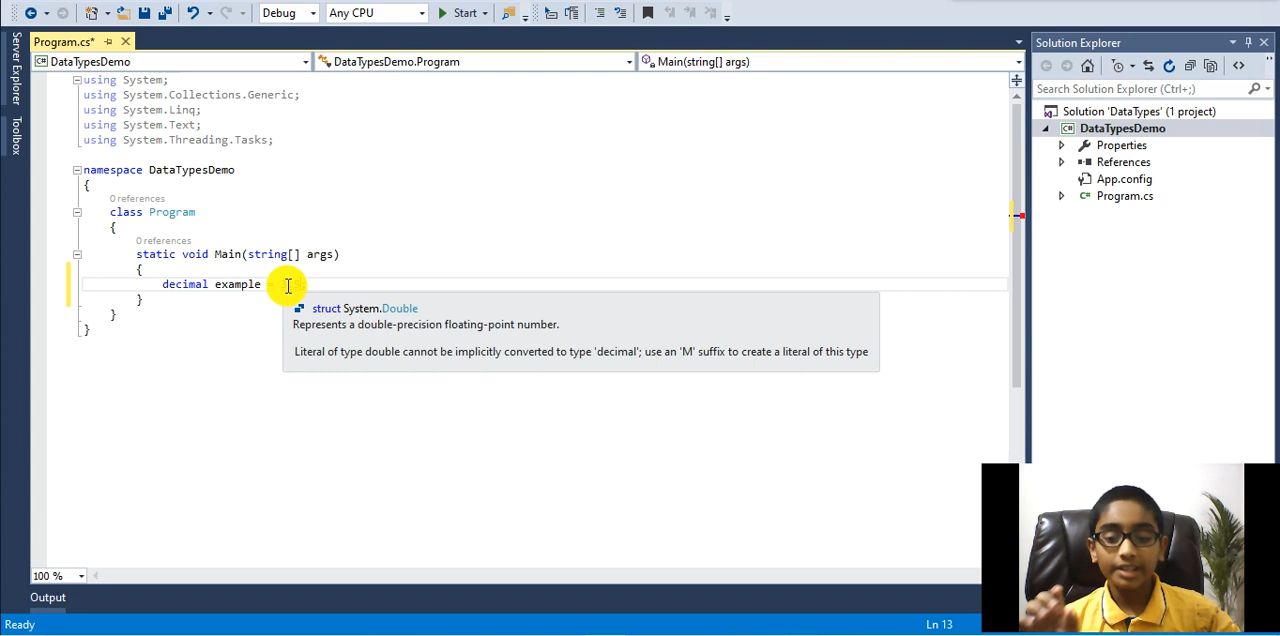 Debug
Any CPU
Start
Server Explorer
Toolbox
Program.cs*
DataTypesDemo
DataTypesDemo.Program
Main(string[] args)
using System;
using System.Collections.Generic;
using System.Linq;
using System.Text;
using System.Threading.Tasks;
namespace DataTypesDemo
{
0 references
class Program
{
0 references
static void Main(string[] args)
{
decimal example =
}
}
}
struct System.Double
Represents a double-precision floating-point number.
Literal of type double cannot be implicitly converted to type 'decimal'; use an 'M' suffix to create a literal of this type
100 %
Output
Ready
Ln 13
Solution Explorer
Search Solution Explorer (Ctrl+;)
Solution 'DataTypes' (1 project)
DataTypesDemo
Properties
References
App.config
Program.cs